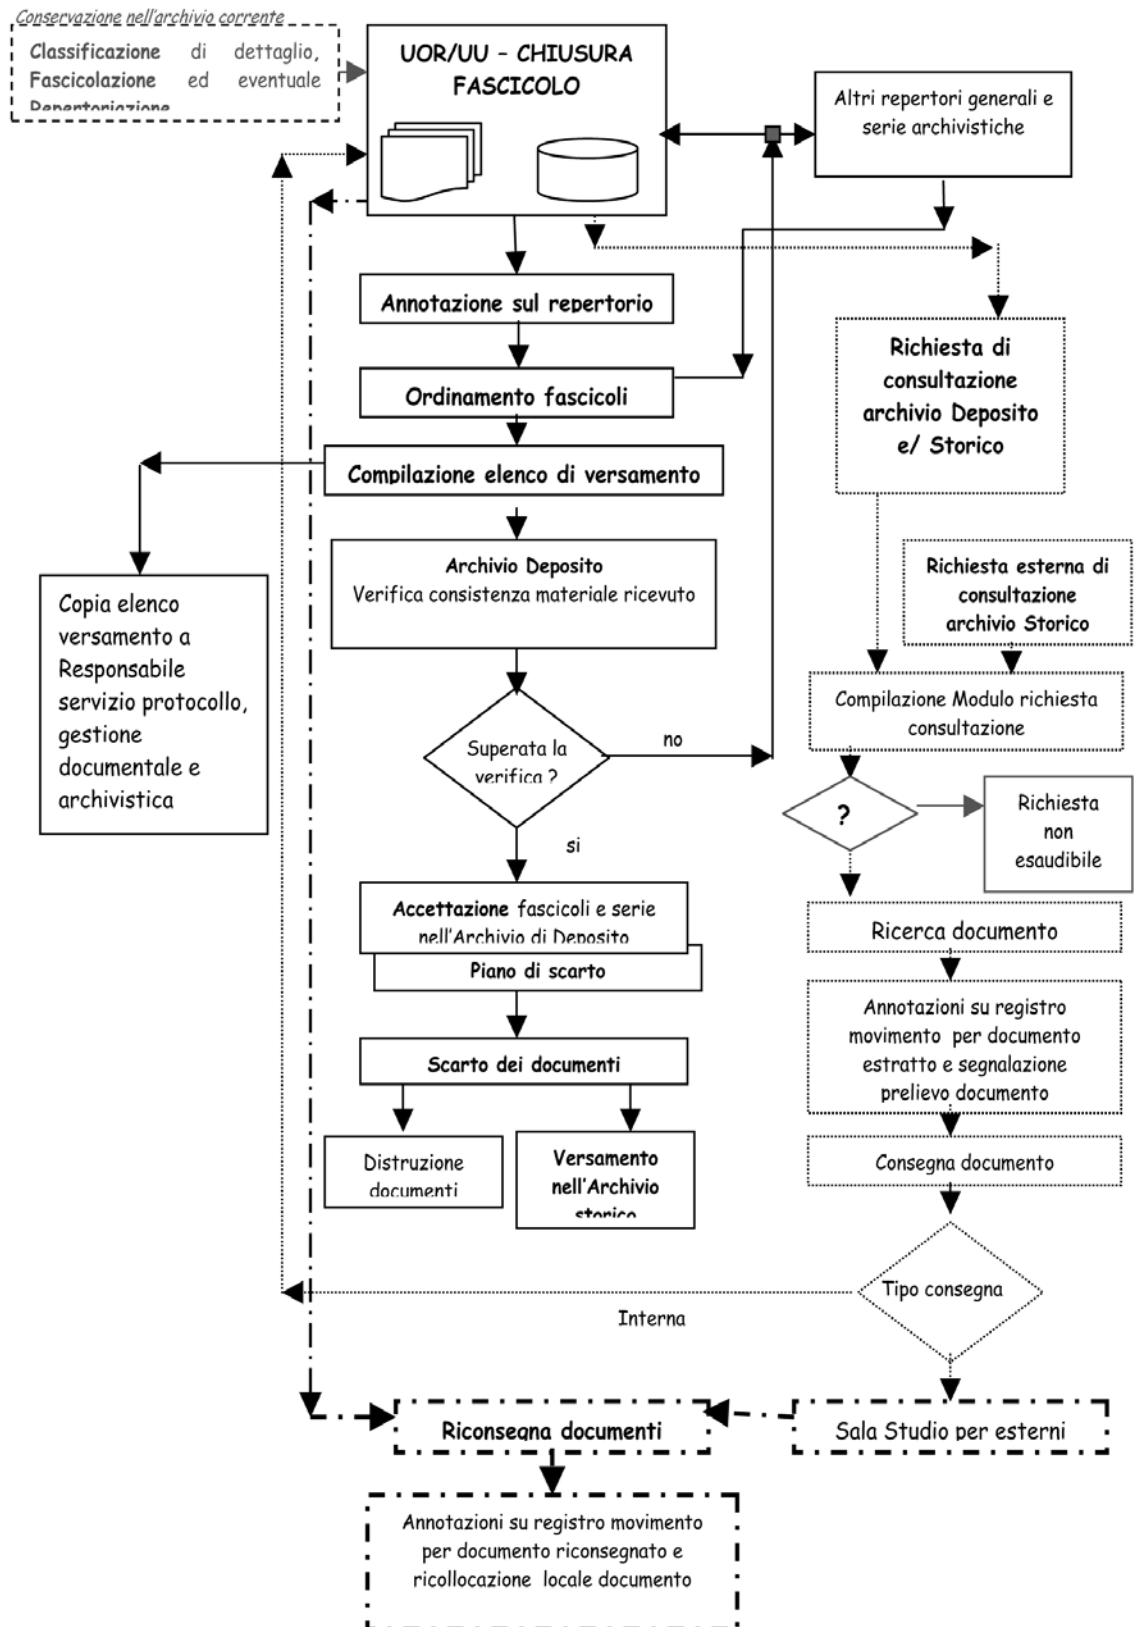 Conservazione nell'archivio corrente
Classificazione di dettaglio,
Fascicolazione ed eventuale
Repertoriazione
UOR/UU - CHIUSURA
FASCICOLO
Altri repertori generali e
serie archivistiche
Annotazione sul repertorio
Ordinamento fascicoli
Compilazione elenco di versamento
Archivio Deposito
Verifica consistenza materiale ricevuto
Copia elenco
versamento a
Responsabile
servizio protocollo,
gestione
documentale e
archivistica
Superata la
verifica ?
no
si
Accettazione fascicoli e serie
nell'Archivio di Deposito
Piano di scarto
Scarto dei documenti
Distruzione
documenti
Versamento
nell'Archivio
storico
Richiesta di
consultazione
archivio Deposito
e/ Storico
Richiesta esterna di
consultazione
archivio Storico
Compilazione Modulo richiesta
consultazione
?
Richiesta
non
esaudibile
Ricerca documento
Annotazioni su registro
movimento per documento
estratto e segnalazione
prelievo documento
Consegna documento
Tipo consegna
Interna
Sala Studio per esterni
Riconsegna documenti
Annotazioni su registro movimento
per documento riconsegnato e
ricollocazione locale documento